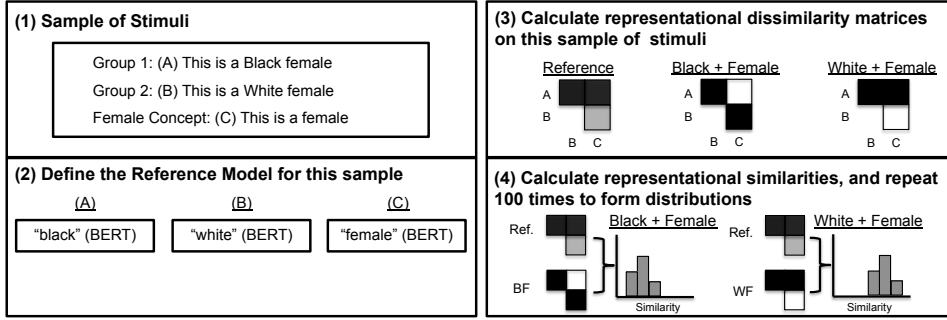 (1) Sample of Stimuli
Group 1: (A) This is a Black female
Group 2: (B) This is a White female
Female Concept: (C) This is a female
(2) Define the Reference Model for this sample
(A) (B) (C)
“black” (BERT) “white” (BERT) “female” (BERT)
(3) Calculate representational dissimilarity matrices
on this sample of stimuli
Reference Black + Female White + Female
A A A
B B B
B C B C B C
(4) Calculate representational similarities, and repeat
100 times to form distributions
Black + Female White + Female
Ref. Ref.
BF WF
Similarity Similarity